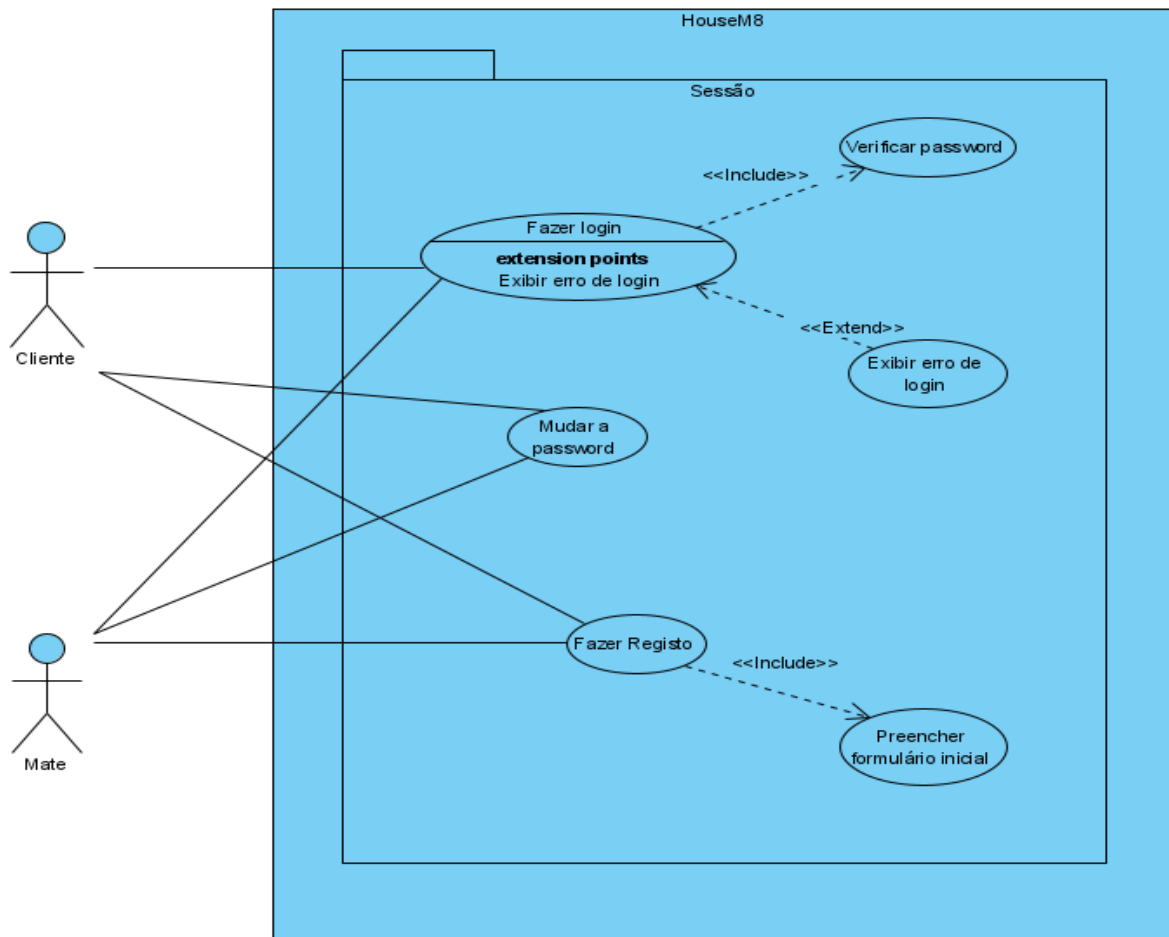 HouseM8
Sessão
Verificar password
<<Include>>
Fazer login
extension points
Exibir erro de login
<<Extend>>
Exibir erro de
login
Cliente
Mudar a
password
Fazer Registo
<<Include>>
Preencher
formulário inicial
Mate